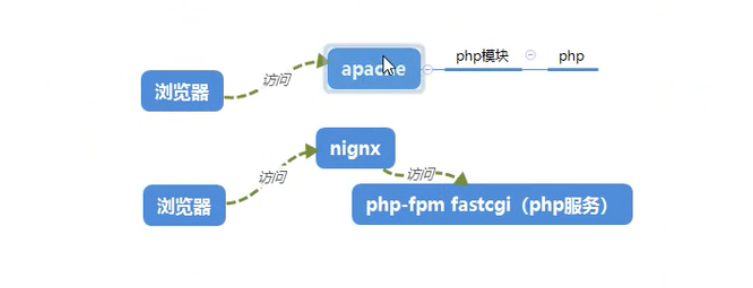 浏览器
访问
apache
php模块
php
浏览器
访问
nignx
访问
php-fpm fastcgi（php服务）